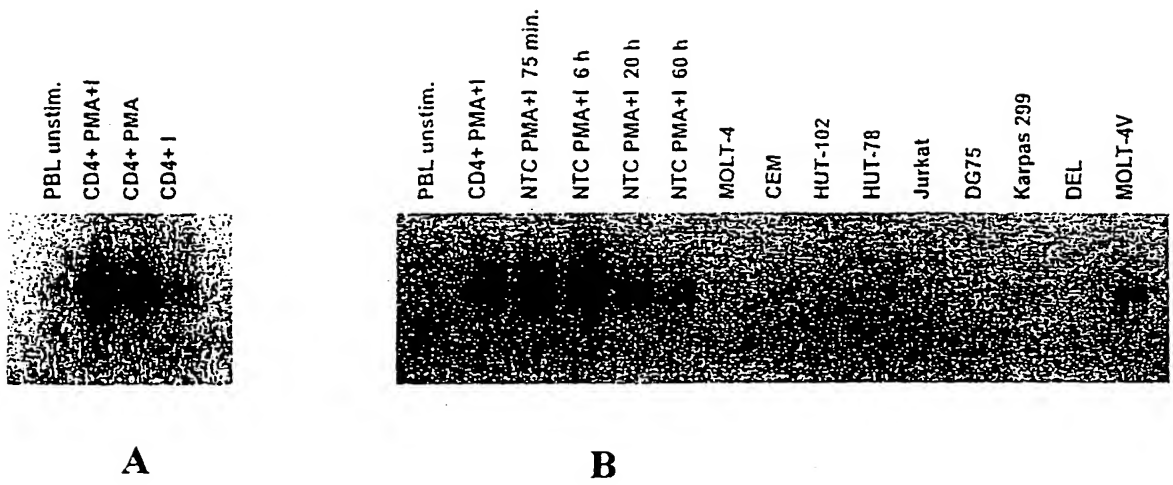 PBL unstim.
CD4+ PMA+I
CD4+ PMA
CD4+ I
PBL unstim.
CD4+ PMA+I
NTC PMA+I 75 min.
NTC PMA+I 6 h
NTC PMA+I 20 h
NTC PMA+I 60 h
MOLT-4
CEM
HUT-102
HUT-78
Jurkat
DG75
Karpas 299
DEL
MOLT-4V
A
B